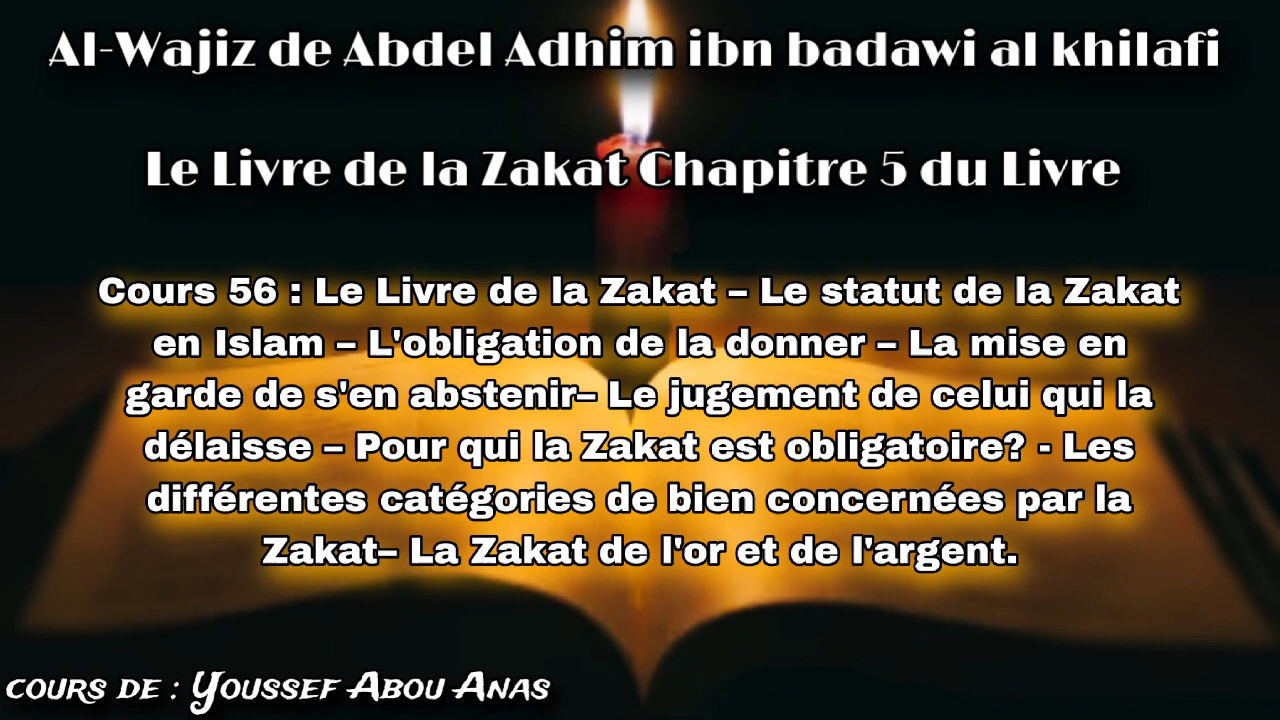 Al-Wajiz de Abdel Adhim ibn badawi al khilafi
Le Livre de la Zakat Chapitre 5 du Livre
Cours 56 : Le Livre de la Zakat – Le statut de la Zakat
en Islam – L'obligation de la donner – La mise en
garde de s'en abstenir– Le jugement de celui qui la
délaisse – Pour qui la Zakat est obligatoire? - Les
différentes catégories de bien concernées par la
Zakat– La Zakat de l'or et de l'argent.
cours de : Youssef Abou Anas